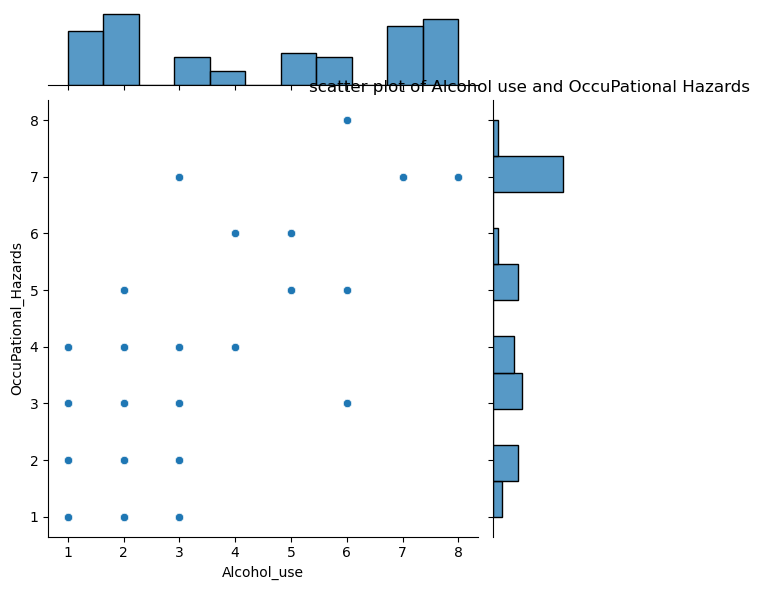 scatter plot of Alcohol use and OccuPational Hazards
8
7
6
5
4
3
2
1
OccuPational_Hazards
1 2 3 4 5 6 7 8
Alcohol_use